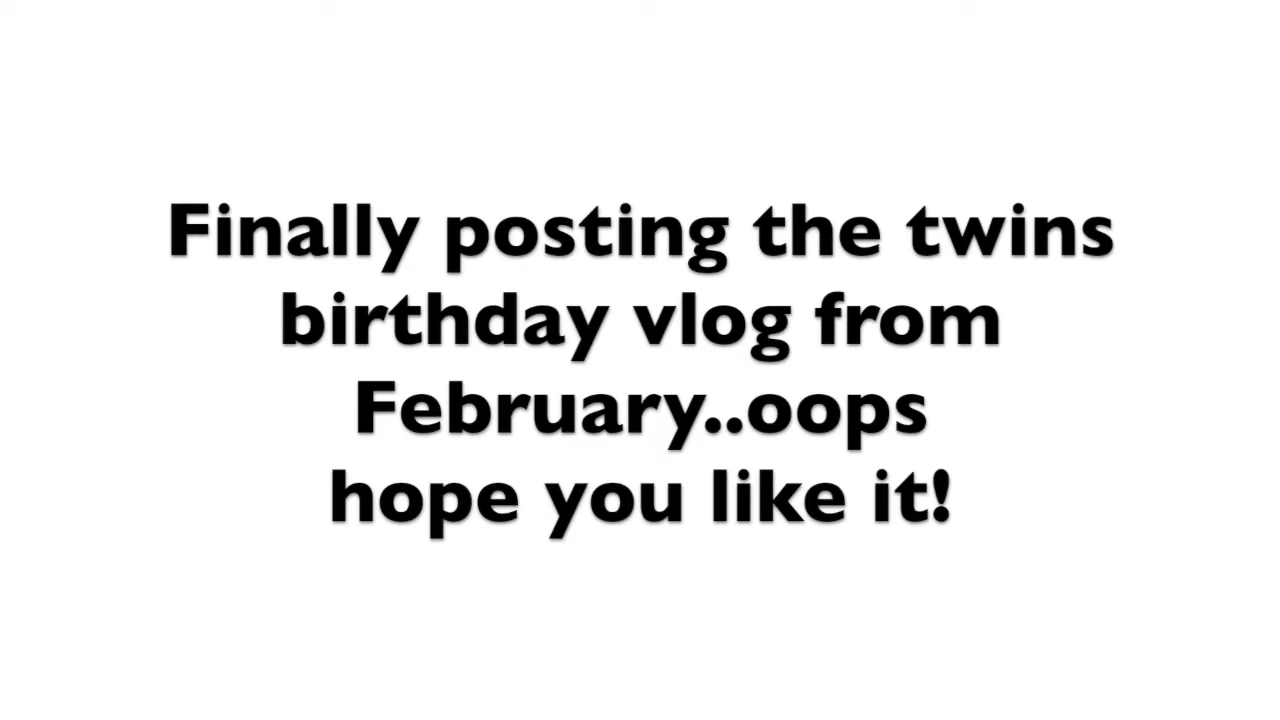 Finally posting the twins
birthday vlog from
February..oops
hope you like it!